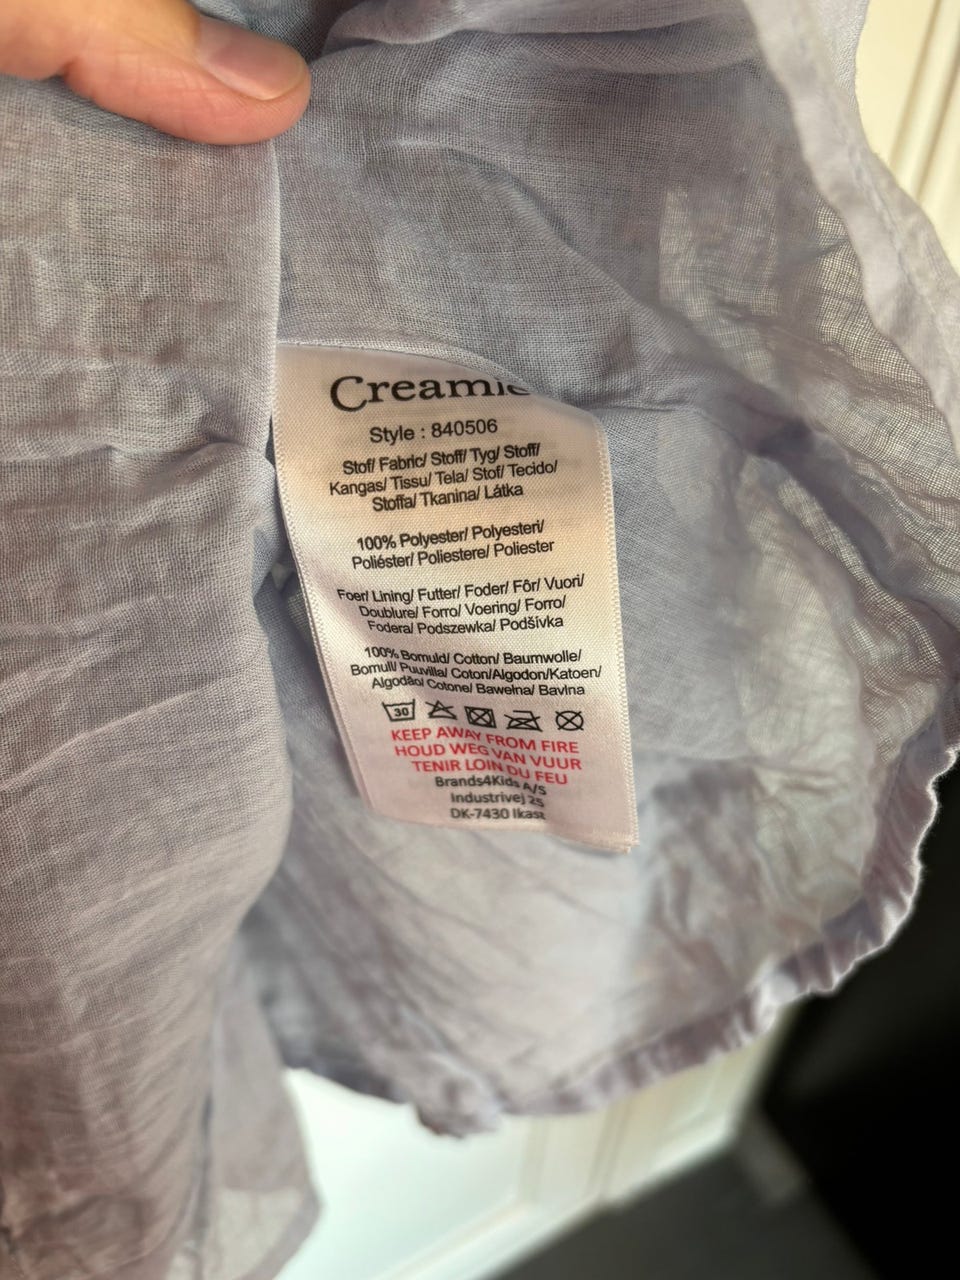 Creamie
Style : 840506
Stof/ Fabric/ Stoff/ Tyg/ Stoff/
Kangas/ Tissu/ Tela/ Stof/ Tecido/
Stoffa/ Tkanina/ Látka
100% Polyester/ Polyesteri/
Poliéster/ Poliestere/ Poliester
Foer/ Lining/ Futter/ Foder/ Fôr/ Vuori/
Doublure/ Forro/ Voering/ Forro/
Fodera/ Podszewka/ Podšívka
100% Bomuld/ Cotton/ Baumwolle/
Bomull/ Puuvilla/ Coton/Algodon/Katoen/
Algodão/ Cotone/ Bawełna/ Bavlna
30
KEEP AWAY FROM FIRE
HOUD WEG VAN VUUR
TENIR LOIN DU FEU
Brands4Kids A/S
Industrivej 25
DK-7430 Ikast